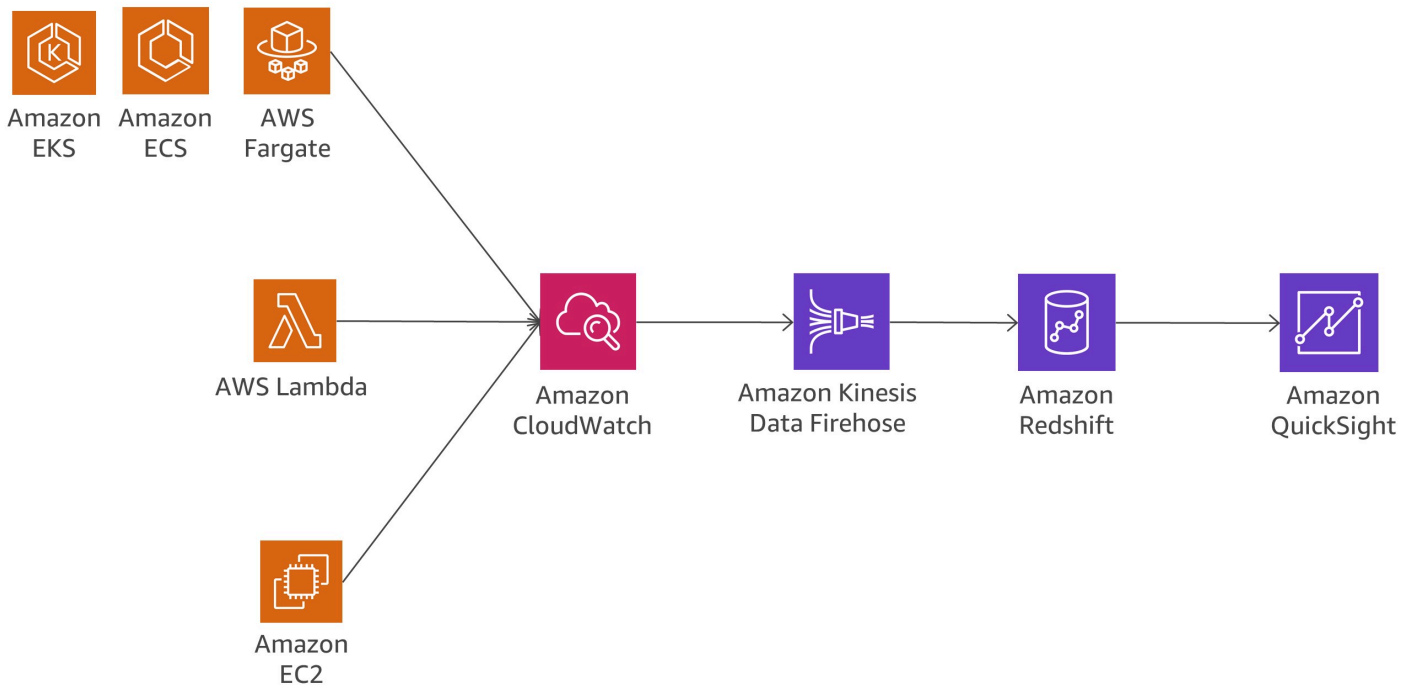 Amazon
EKS
Amazon
ECS
AWS
Fargate
AWS Lambda
Amazon
CloudWatch
Amazon Kinesis
Data Firehose
Amazon
Redshift
Amazon
QuickSight
Amazon
EC2